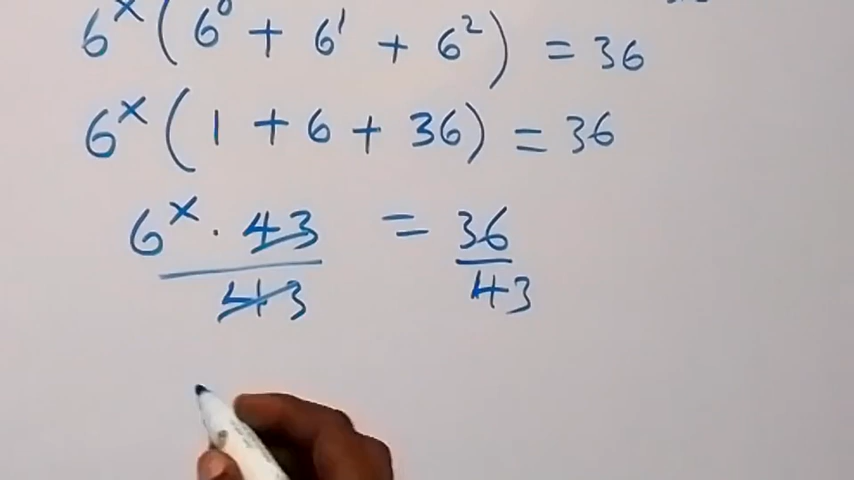 6^x (6^0 + 6^1 + 6^2) = 36
6^x (1 + 6 + 36) = 36
6^x · 43 = 36
43 43